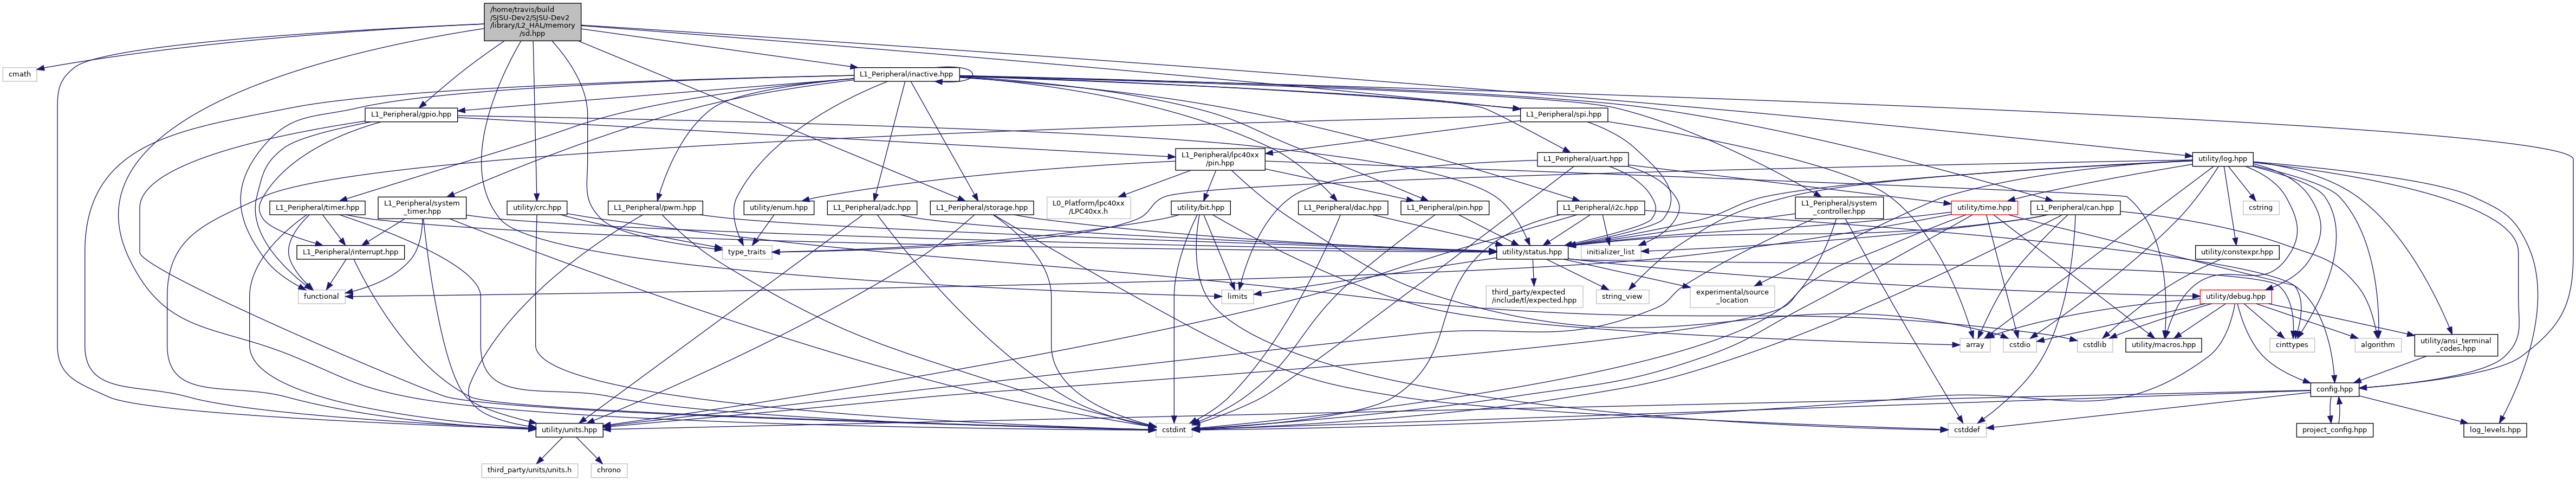 /home/travis/build
/SJSU-Dev2/SJSU-Dev2
/library/L2_HAL/memory
/sd.hpp
cmath
L1_Peripheral/inactive.hpp
L1_Peripheral/gpio.hpp
L1_Peripheral/spi.hpp
L1_Peripheral/lpc40xx
/pin.hpp
L1_Peripheral/uart.hpp
utility/log.hpp
L1_Peripheral/timer.hpp
L1_Peripheral/system
_timer.hpp
utility/crc.hpp
L1_Peripheral/pwm.hpp
utility/enum.hpp
L1_Peripheral/adc.hpp
L1_Peripheral/storage.hpp
L0_Platform/lpc40xx
/LPC40xx.h
utility/bit.hpp
L1_Peripheral/dac.hpp
L1_Peripheral/pin.hpp
L1_Peripheral/i2c.hpp
L1_Peripheral/system
_controller.hpp
utility/time.hpp
L1_Peripheral/can.hpp
cstring
L1_Peripheral/interrupt.hpp
type_traits
utility/status.hpp
initializer_list
utility/constexpr.hpp
functional
limits
third_party/expected
/include/tl/expected.hpp
string_view
experimental/source
_location
utility/debug.hpp
array
cstdio
cstdlib
utility/macros.hpp
cinttypes
algorithm
utility/ansi_terminal
_codes.hpp
config.hpp
utility/units.hpp
cstdint
cstddef
project_config.hpp
log_levels.hpp
third_party/units/units.h
chrono